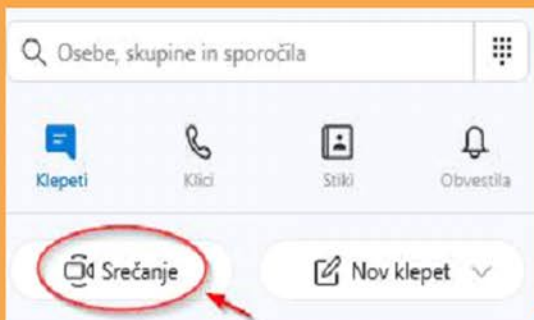 Osebe, skupine in sporočila
Klepeti Klici Stiki Obvestila
Srečanje Nov klepet